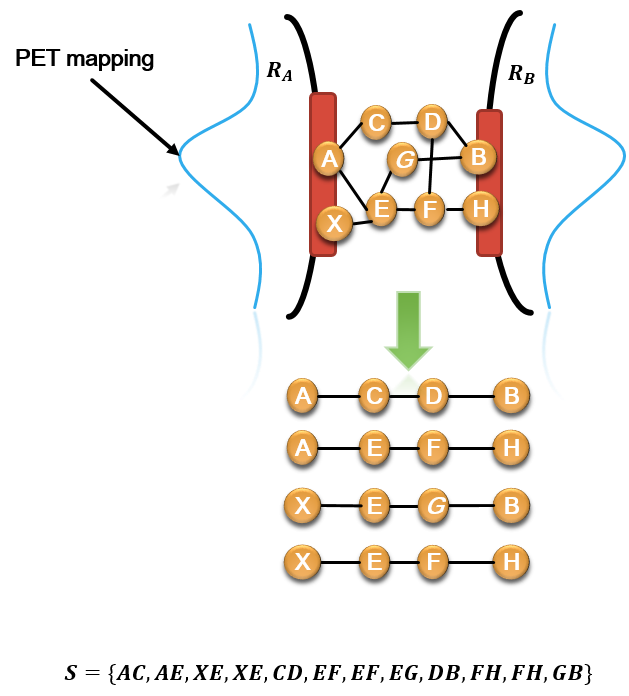 PET mapping
R_A
R_B
C D
A G B
X E F H
A C D B
A E F H
X E G B
X E F H
S = {AC, AE, XE, XE, CD, EF, EF, EG, DB, FH, FH, GB}